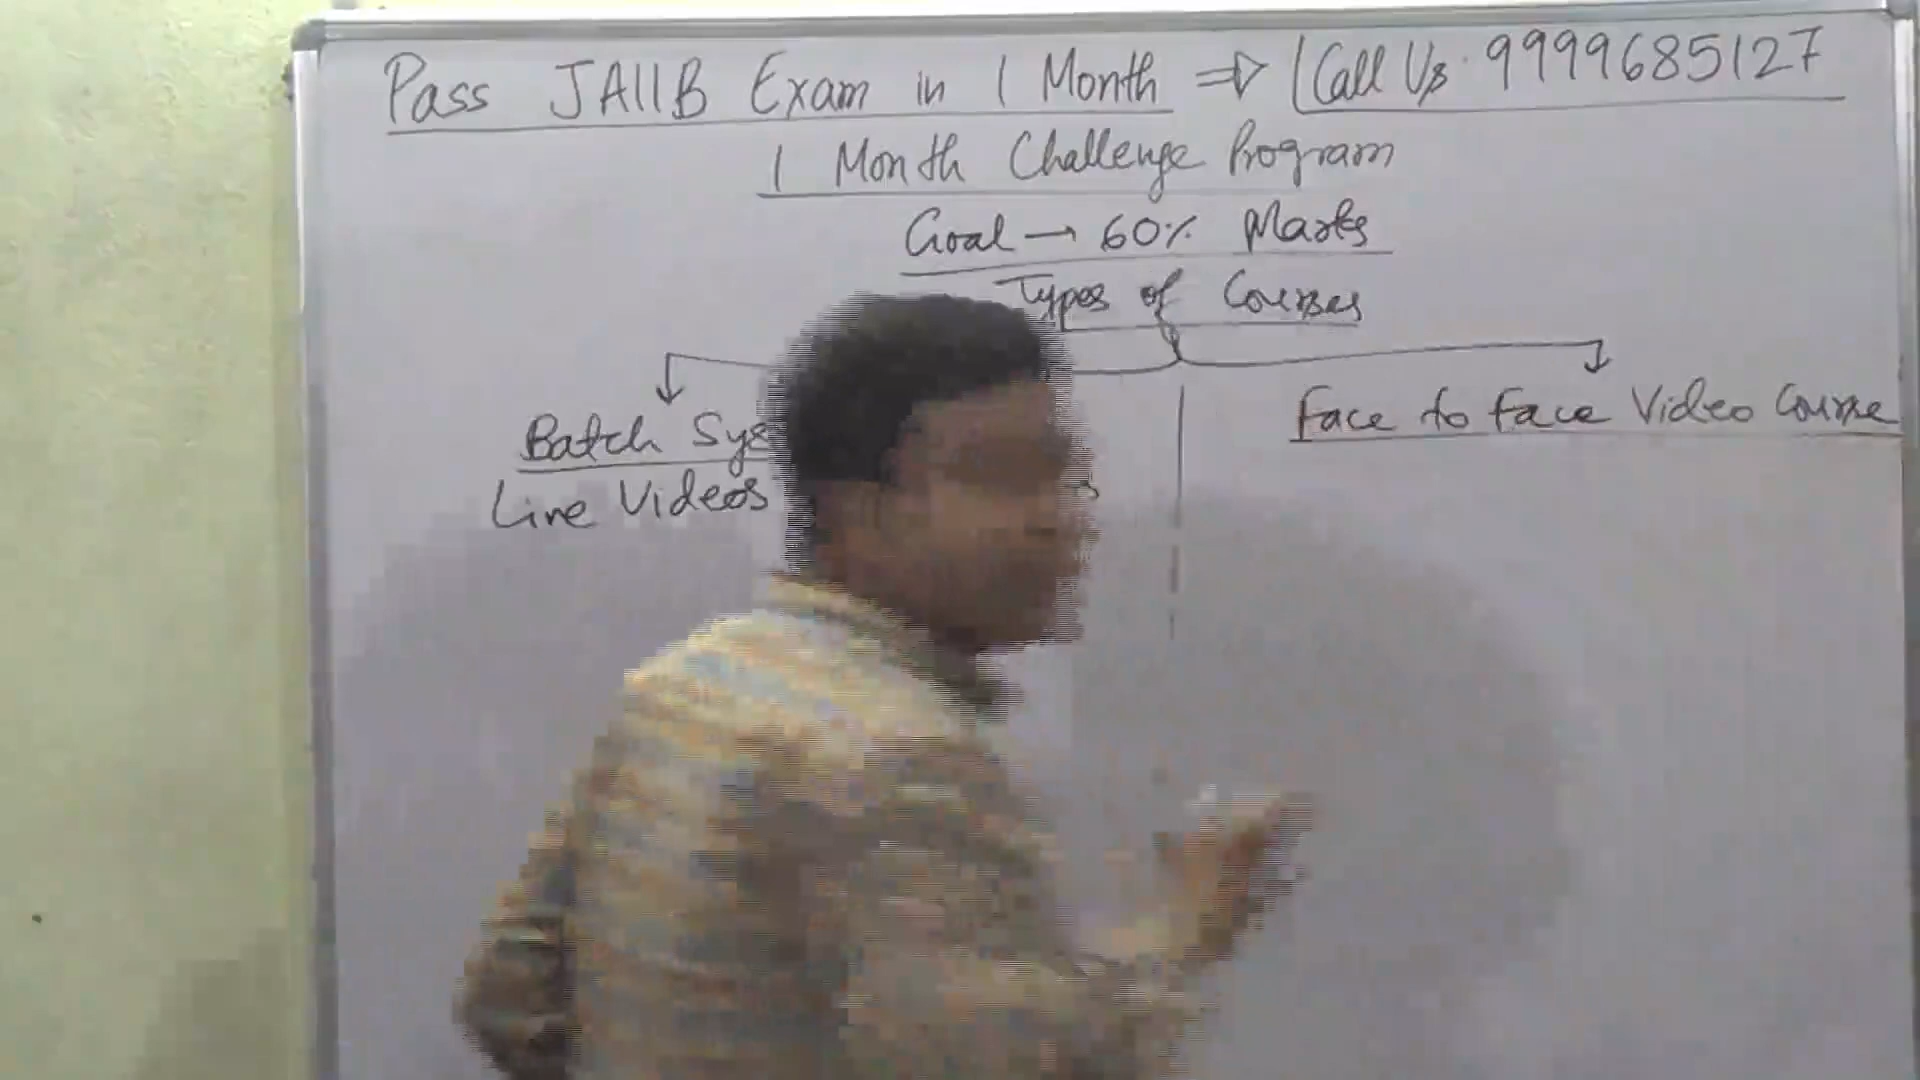 Pass JAIIB Exam in 1 Month ⇒ Call Us. 9999685127
1 Month Challenge Program
Goal → 60% Marks
Types of Courses
Batch
Face to Face Video Course
Live Videos